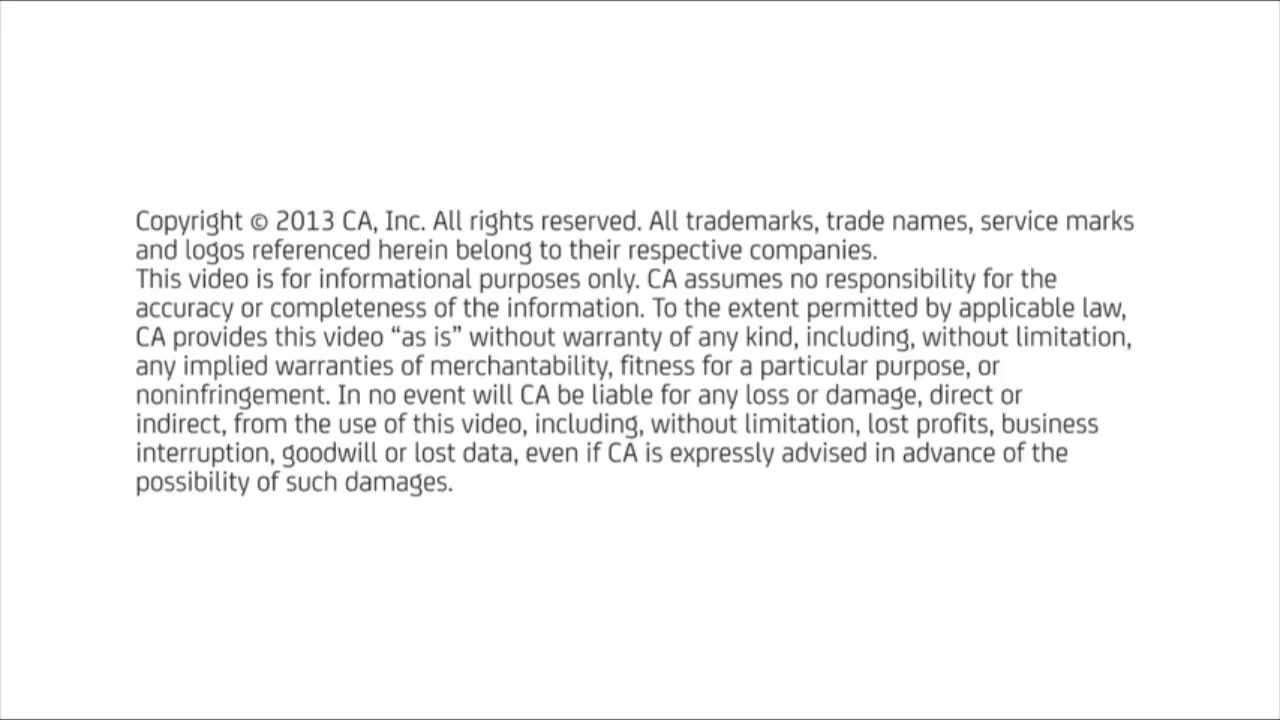 Copyright © 2013 CA, Inc. All rights reserved. All trademarks, trade names, service marks
and logos referenced herein belong to their respective companies.
This video is for informational purposes only. CA assumes no responsibility for the
accuracy or completeness of the information. To the extent permitted by applicable law,
CA provides this video “as is” without warranty of any kind, including, without limitation,
any implied warranties of merchantability, fitness for a particular purpose, or
noninfringement. In no event will CA be liable for any loss or damage, direct or
indirect, from the use of this video, including, without limitation, lost profits, business
interruption, goodwill or lost data, even if CA is expressly advised in advance of the
possibility of such damages.